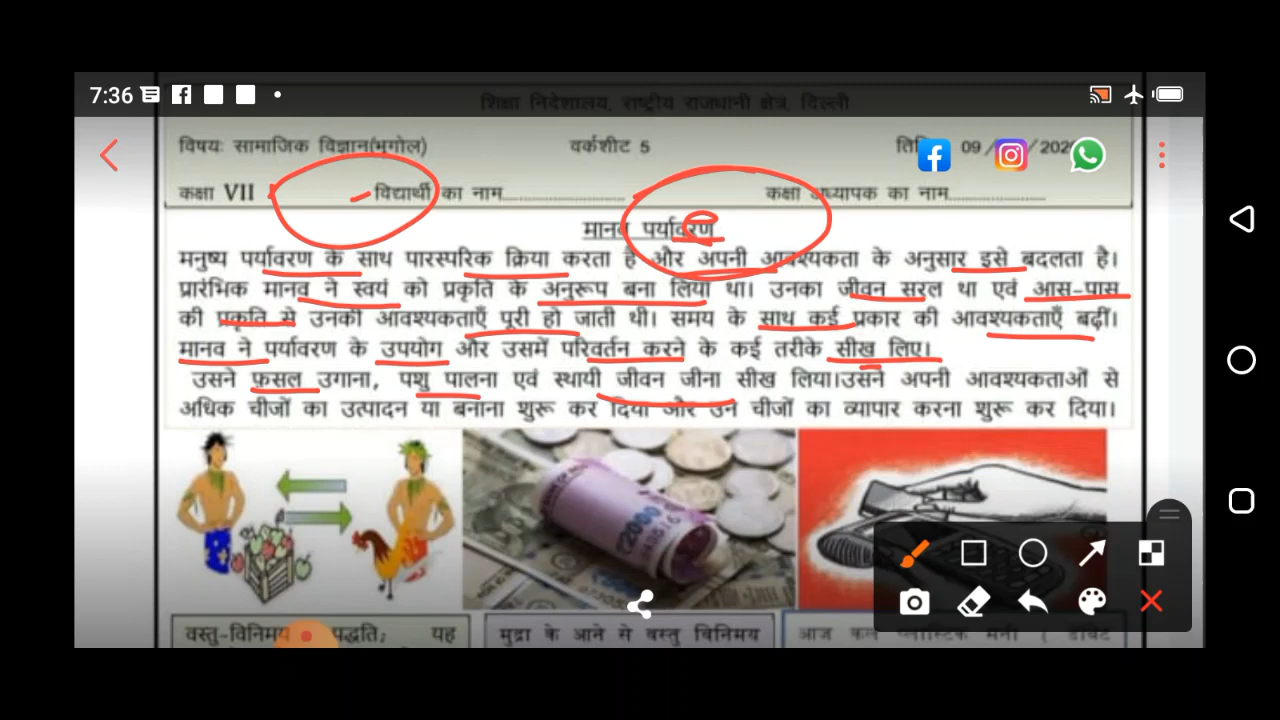 7:36
शिक्षा निदेशालय, राष्ट्रीय राजधानी क्षेत्र, दिल्ली
विषयः सामाजिक विज्ञान(भूगोल) वर्कशीट 5 09 /
कक्षा VII विद्यार्थी का नाम............................ कक्षा अध्यापक का नाम......................
मानव पर्यावरण
मनुष्य पर्यावरण के साथ पारस्परिक क्रिया करता है और अपनी आवश्यकता के अनुसार इसे बदलता है।
प्रारंभिक मानव ने स्वयं को प्रकृति के अनुरूप बना लिया था। उनका जीवन सरल था एवं आस-पास
की प्रकृति से उनकी आवश्यकताएँ पूरी हो जाती थी। समय के साथ कई प्रकार की आवश्यकताएँ बढ़ीं।
मानव ने पर्यावरण के उपयोग और उसमें परिवर्तन करने के कई तरीके सीख लिए।
उसने फ़सल उगाना, पशु पालना एवं स्थायी जीवन जीना सीख लिया।उसने अपनी आवश्यकताओं से
अधिक चीजों का उत्पादन या बनाना शुरू कर दिया और उन चीजों का व्यापार करना शुरू कर दिया।
₹2000
वस्तु-विनिमय पद्धति; यह
मुद्रा के आने से वस्तु विनिमय
आज कल प्लास्टिक मनी ( डेबिट